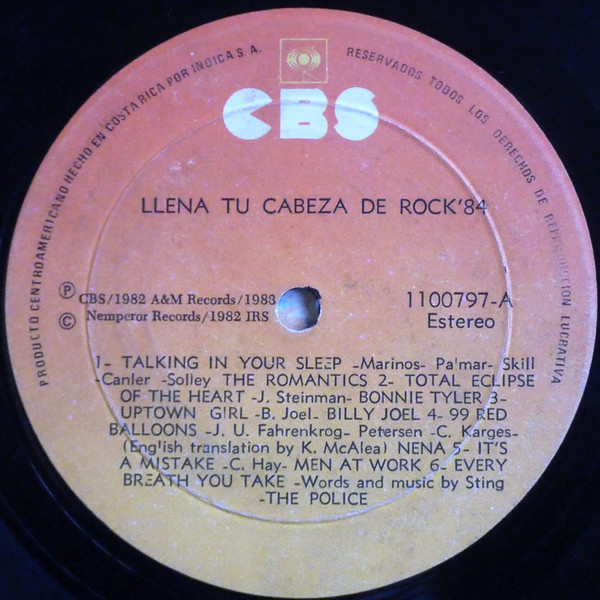 PRODUCTO CENTROAMERICANO HECHO EN COSTA RICA POR INDICA S.A.
RESERVADOS TODOS LOS DERECHOS DE REPRODUCCION LUCRATIVA
CBS
LLENA TU CABEZA DE ROCK'84
Ⓟ CBS/1982 A&M Records/1983
© Nemperor Records/1982 IRS
1100797-A
Estereo
1- TALKING IN YOUR SLEEP -Marinos- Pa'mar- Skill
-Canler -Solley THE ROMANTICS 2- TOTAL ECLIPSE
OF THE HEART -J. Steinman- BONNIE TYLER 3-
UPTOWN GIRL -B. Joel- BILLY JOEL 4- 99 RED
BALLOONS -J. U. Fahrenkrog- Petersen -C. Karges-
(Eng'ish translation by K. McAlea) NENA 5- IT'S
A MISTAKE -C. Hay- MEN AT WORK 6- EVERY
BREATH YOU TAKE -Words and music by Sting
-THE POLICE